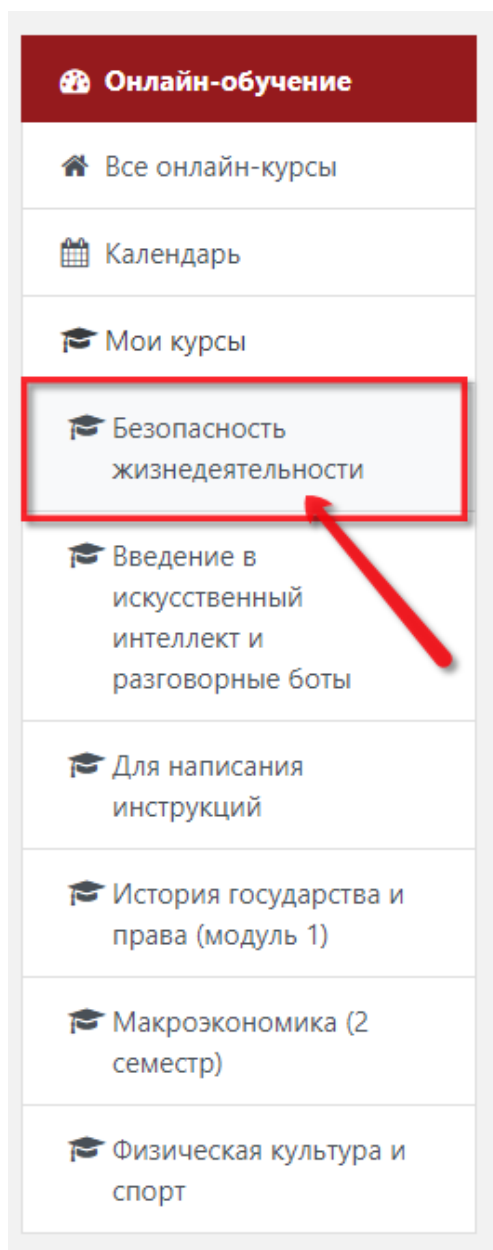 Онлайн-обучение
Все онлайн-курсы
Календарь
Мои курсы
Безопасность
жизнедеятельности
Введение в
искусственный
интеллект и
разговорные боты
Для написания
инструкций
История государства и
права (модуль 1)
Макроэкономика (2
семестр)
Физическая культура и
спорт